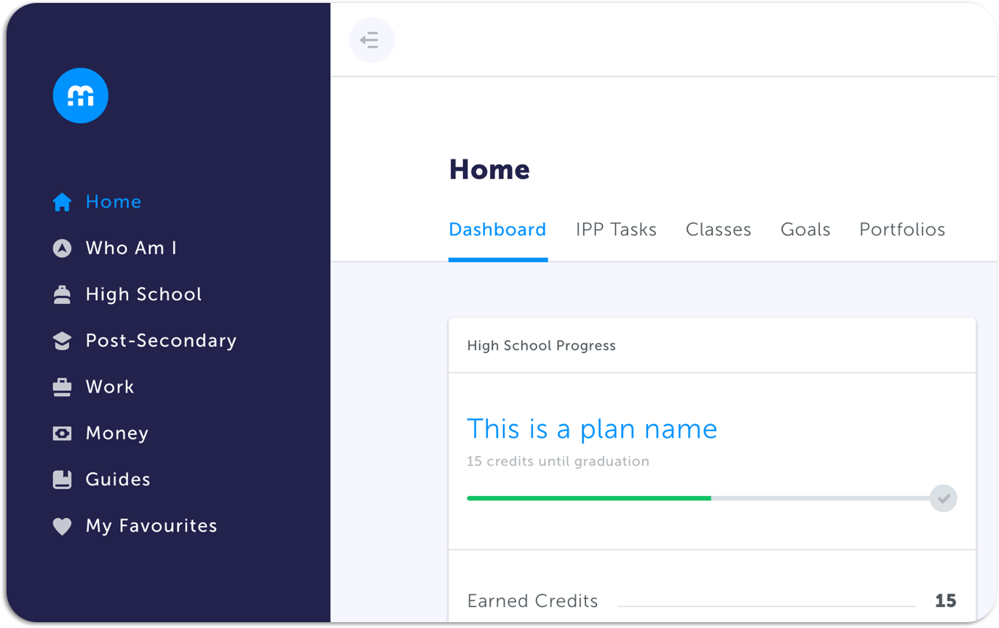 m
Home
Who Am I
High School
Post-Secondary
Work
Money
Guides
My Favourites
Home
Dashboard IPP Tasks Classes Goals Portfolios
High School Progress
This is a plan name
15 credits until graduation
Earned Credits 15